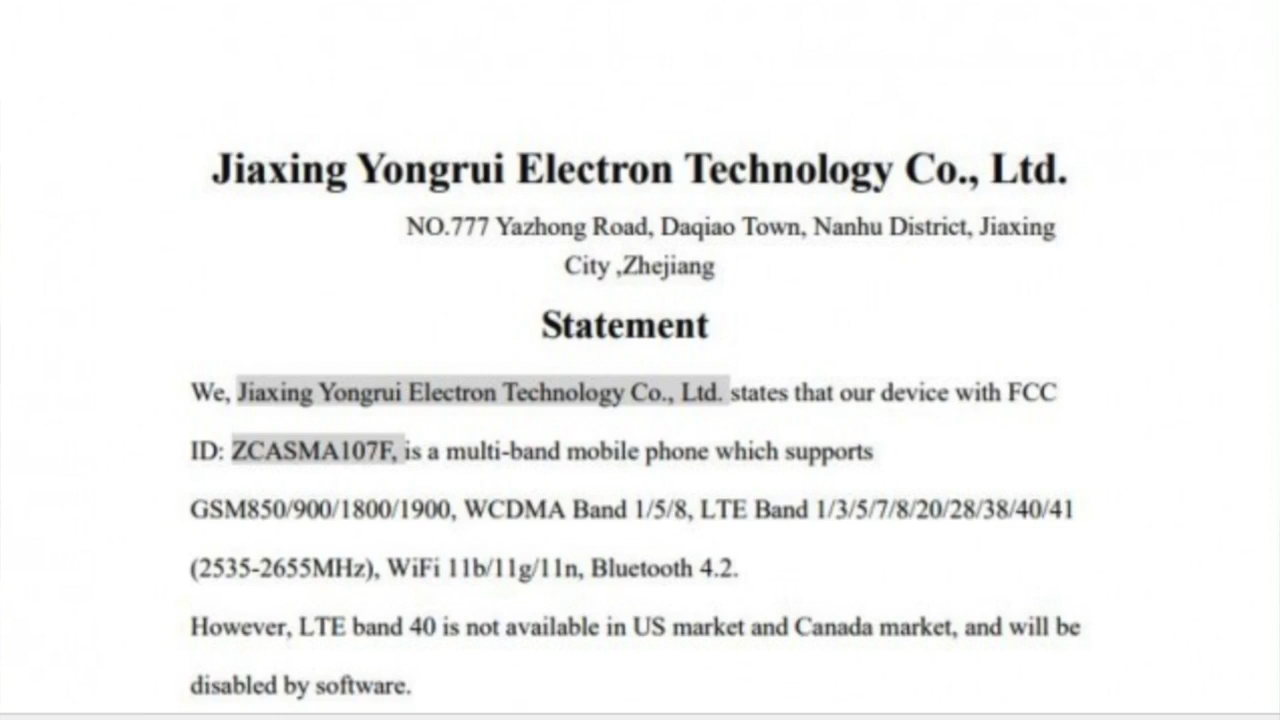 Jiaxing Yongrui Electron Technology Co., Ltd.
NO.777 Yazhong Road, Daqiao Town, Nanhu District, Jiaxing
City ,Zhejiang
Statement
We, Jiaxing Yongrui Electron Technology Co., Ltd. states that our device with FCC
ID: ZCASMA107F, is a multi-band mobile phone which supports
GSM850/900/1800/1900, WCDMA Band 1/5/8, LTE Band 1/3/5/7/8/20/28/38/40/41
(2535-2655MHz), WiFi 11b/11g/11n, Bluetooth 4.2.
However, LTE band 40 is not available in US market and Canada market, and will be
disabled by software.